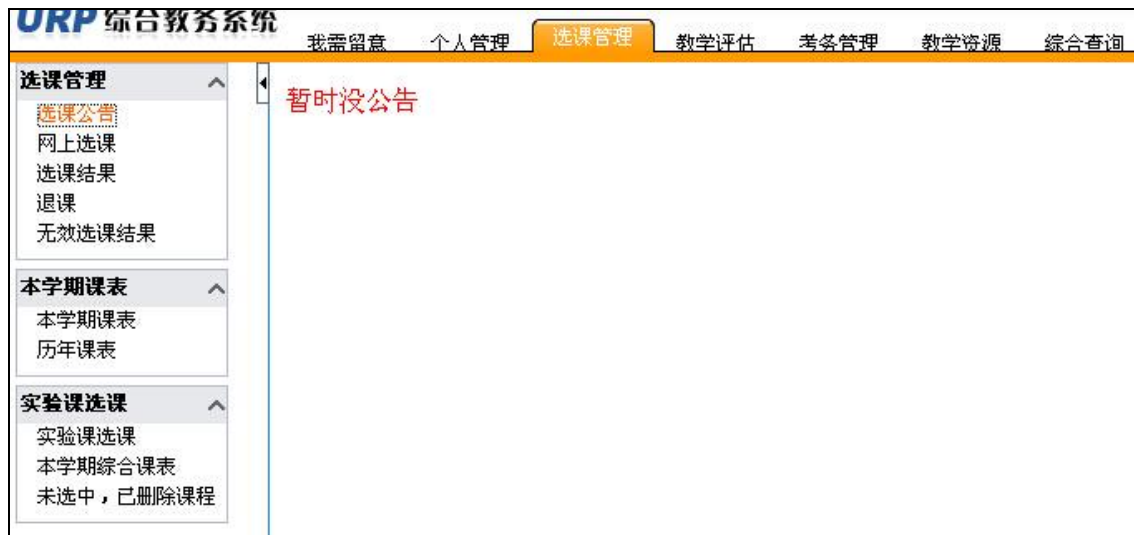 URP 综合教务系统
我需留意 个人管理 选课管理 教学评估 考务管理 教学资源 综合查询
选课管理
选课公告
网上选课
选课结果
退课
无效选课结果
本学期课表
本学期课表
历年课表
实验课选课
实验课选课
本学期综合课表
未选中，已删除课程
暂时没公告